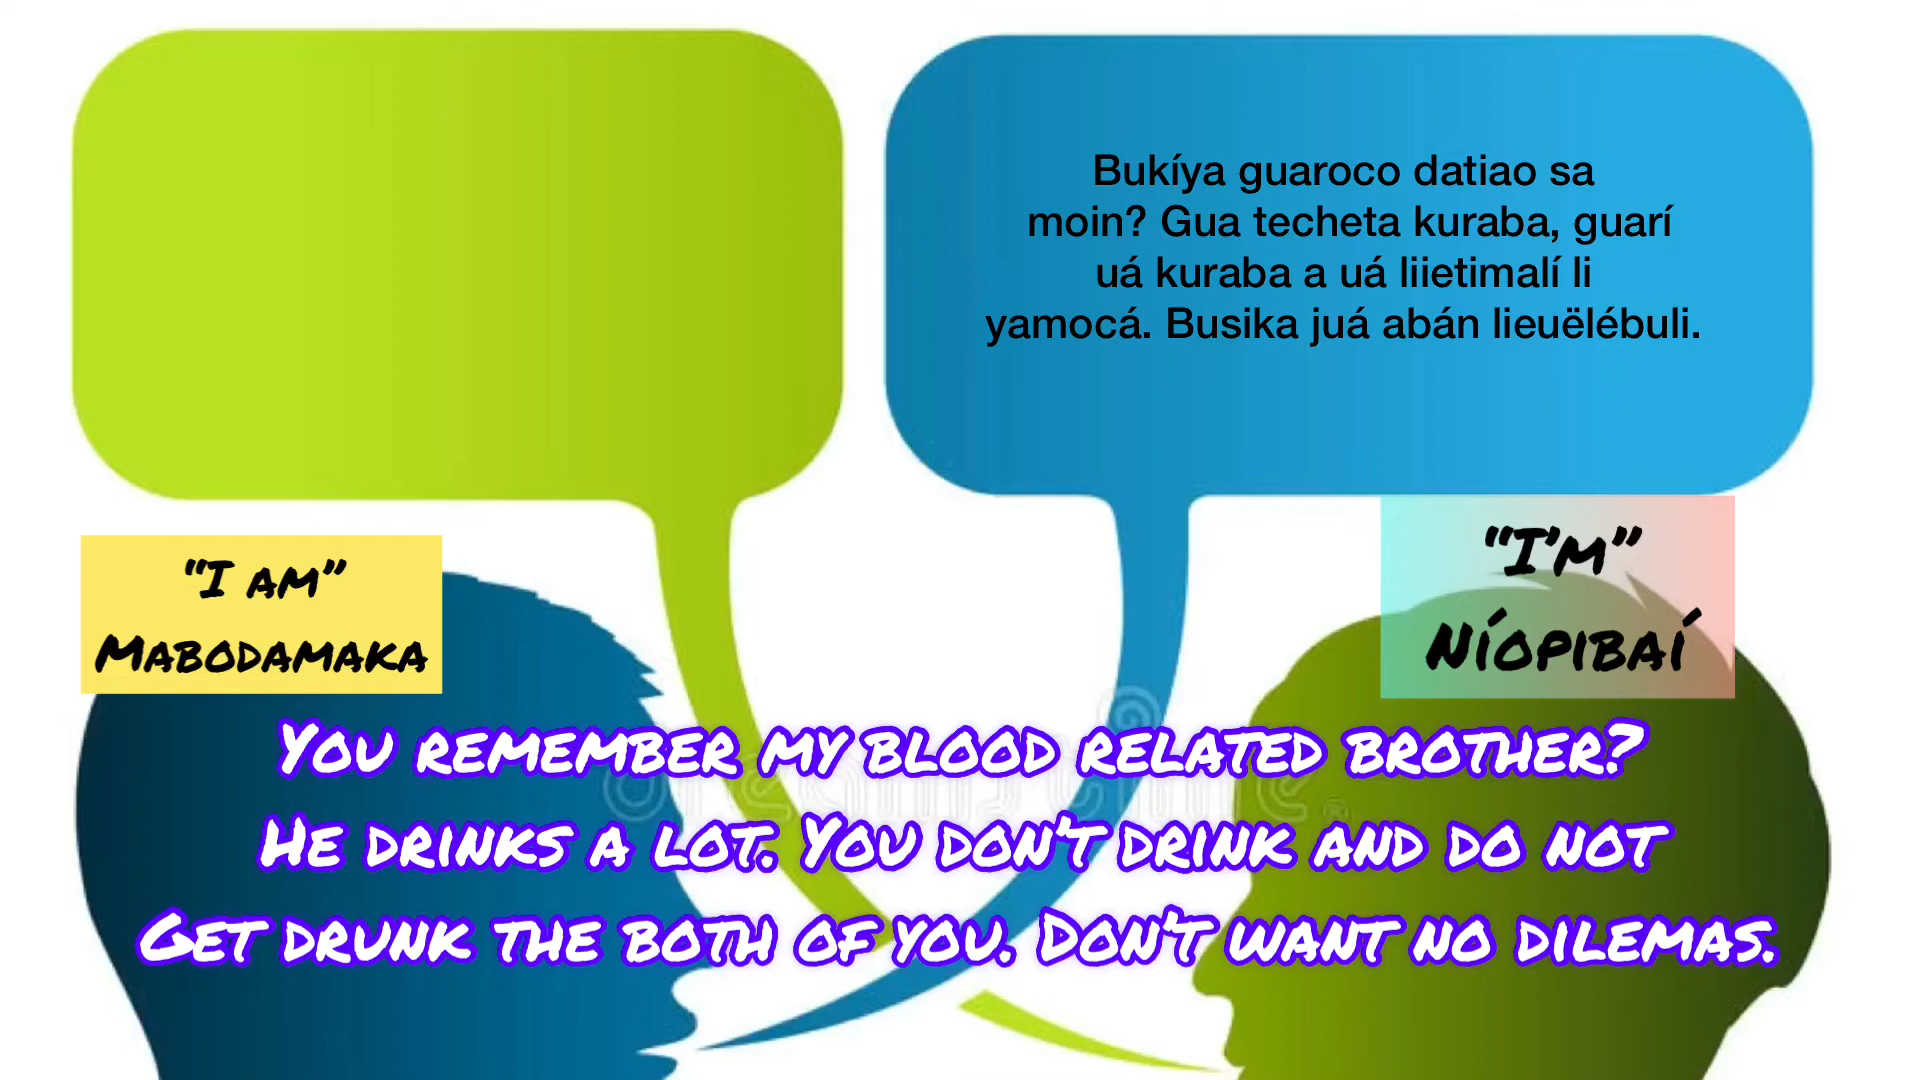 Bukíya guaroco datiao sa
moin? Gua techeta kuraba, guarí
uá kuraba a uá liietimalí li
yamocá. Busika juá abán lieuëlébuli.
“I am”
Mabodamaka
“I’m”
Níopibaí
You remember my blood related brother?
He drinks a lot. You don’t drink and do not
Get drunk the both of you. Don’t want no dilemas.
dreamstime